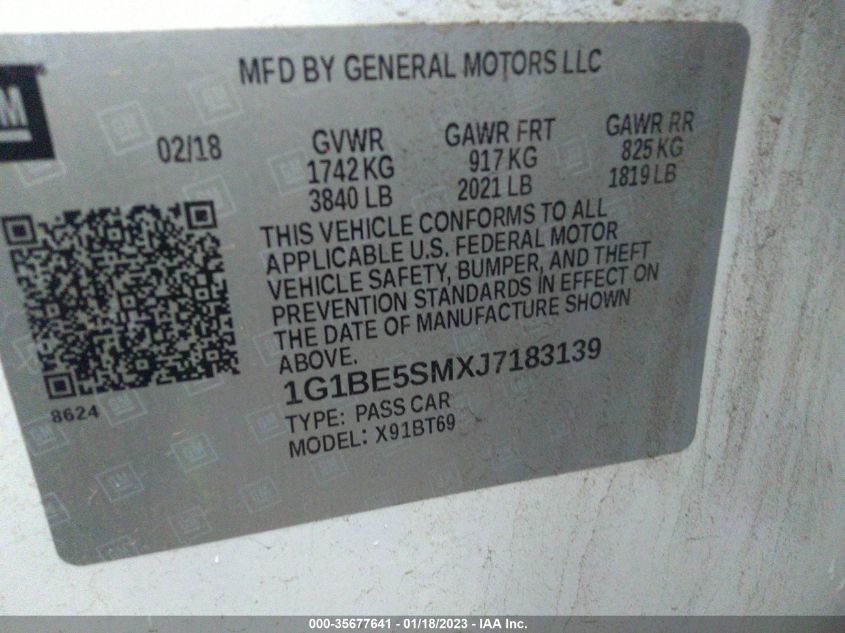 MFD BY GENERAL MOTORS LLC
GM
02/18
GVWR
1742 KG
3840 LB
GAWR FRT
917 KG
2021 LB
GAWR RR
825 KG
1819 LB
THIS VEHICLE CONFORMS TO ALL
APPLICABLE U.S. FEDERAL MOTOR
VEHICLE SAFETY, BUMPER, AND THEFT
PREVENTION STANDARDS IN EFFECT ON
THE DATE OF MANUFACTURE SHOWN
ABOVE.
1G1BE5SMXJ7183139
8624
TYPE: PASS CAR
MODEL: X91BT69
000-35677641 - 01/18/2023 - IAA Inc.